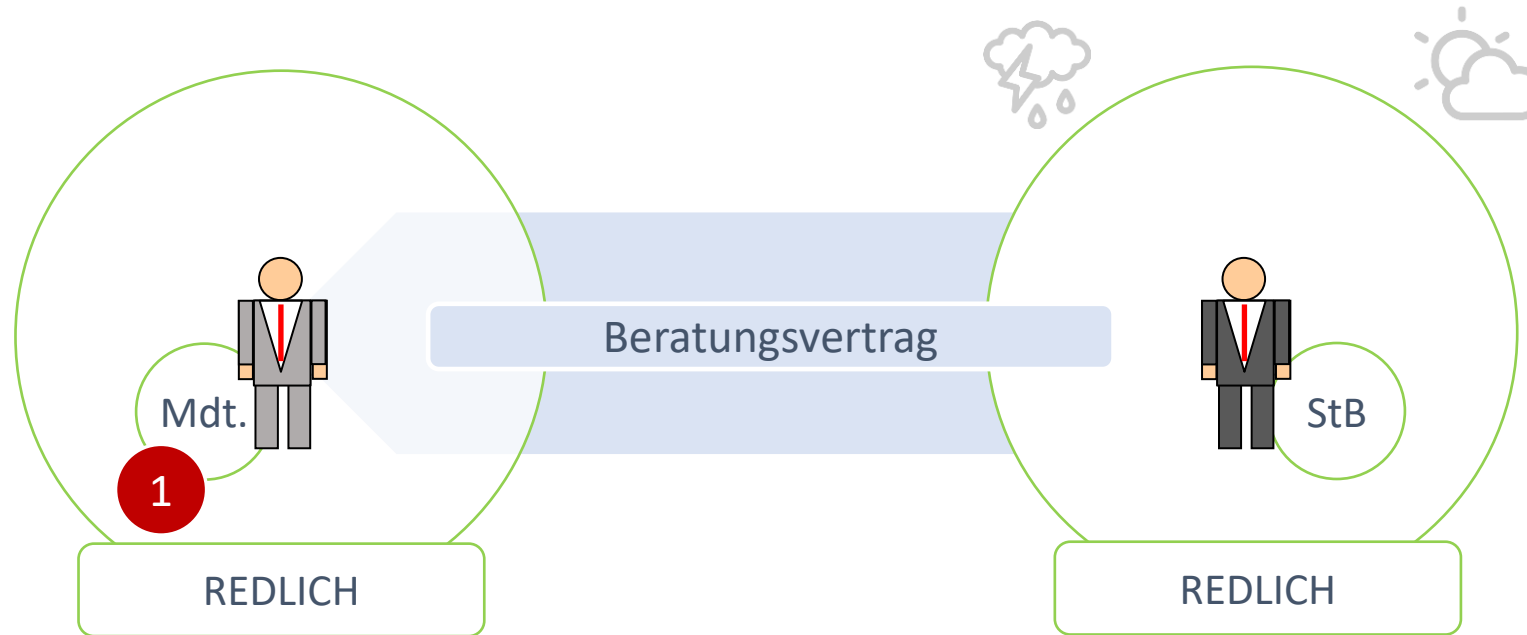 Beratungsvertrag
Mdt.
StB
1
REDLICH
REDLICH